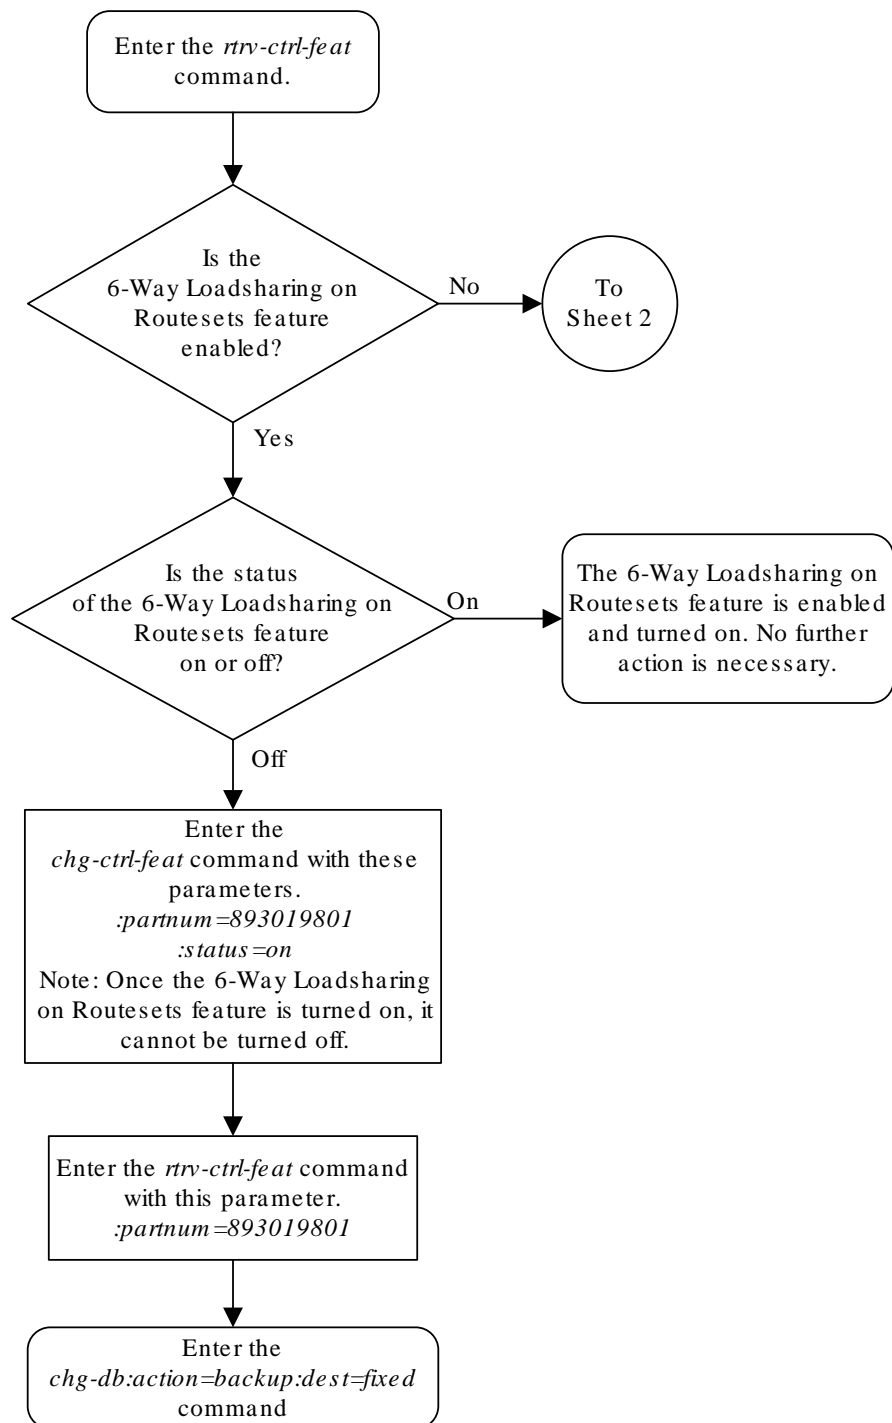 Enter the rtrv-ctrl-feat
command.
Is the
6-Way Loadsharing on
Routesets feature
enabled?
No
To
Sheet 2
Yes
Is the status
of the 6-Way Loadsharing on
Routesets feature
on or off?
On
The 6-Way Loadsharing on
Routesets feature is enabled
and turned on. No further
action is necessary.
Off
Enter the
chg-ctrl-feat command with these
parameters.
:partnum=893019801
:status=on
Note: Once the 6-Way Loadsharing
on Routesets feature is turned on, it
cannot be turned off.
Enter the rtrv-ctrl-feat command
with this parameter.
:partnum=893019801
Enter the
chg-db:action=backup:dest=fixed
command